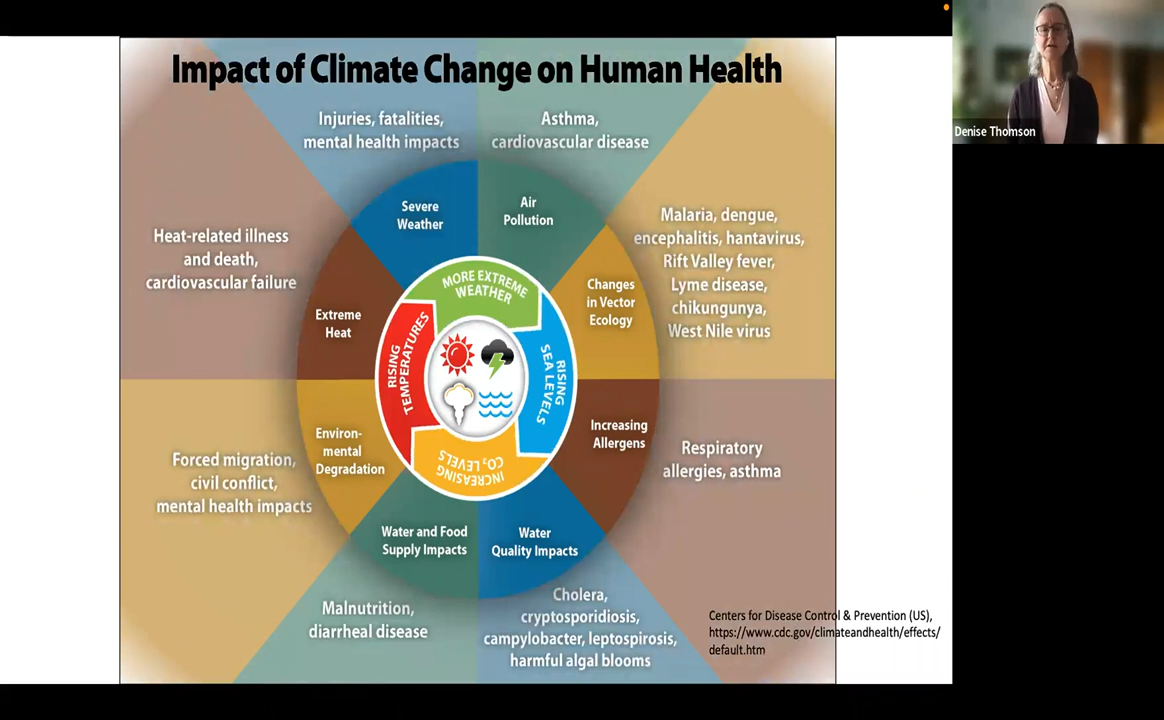 Impact of Climate Change on Human Health
Denise Thomson
Injuries, fatalities,
mental health impacts
Asthma,
cardiovascular disease
Severe
Weather
Air
Pollution
Malaria, dengue,
encephalitis, hantavirus,
Rift Valley fever,
Lyme disease,
chikungunya,
West Nile virus
Heat-related illness
and death,
cardiovascular failure
Extreme
Heat
Changes
in Vector
Ecology
MORE EXTREME
WEATHER
RISING
TEMPERATURES
RISING
SEA LEVELS
INCREASING
CO₂ LEVELS
Environ-
mental
Degradation
Increasing
Allergens
Forced migration,
civil conflict,
mental health impacts
Respiratory
allergies, asthma
Water and Food
Supply Impacts
Water
Quality Impacts
Malnutrition,
diarrheal disease
Cholera,
cryptosporidiosis,
campylobacter, leptospirosis,
harmful algal blooms
Centers for Disease Control & Prevention (US),
https://www.cdc.gov/climateandhealth/effects/
default.htm